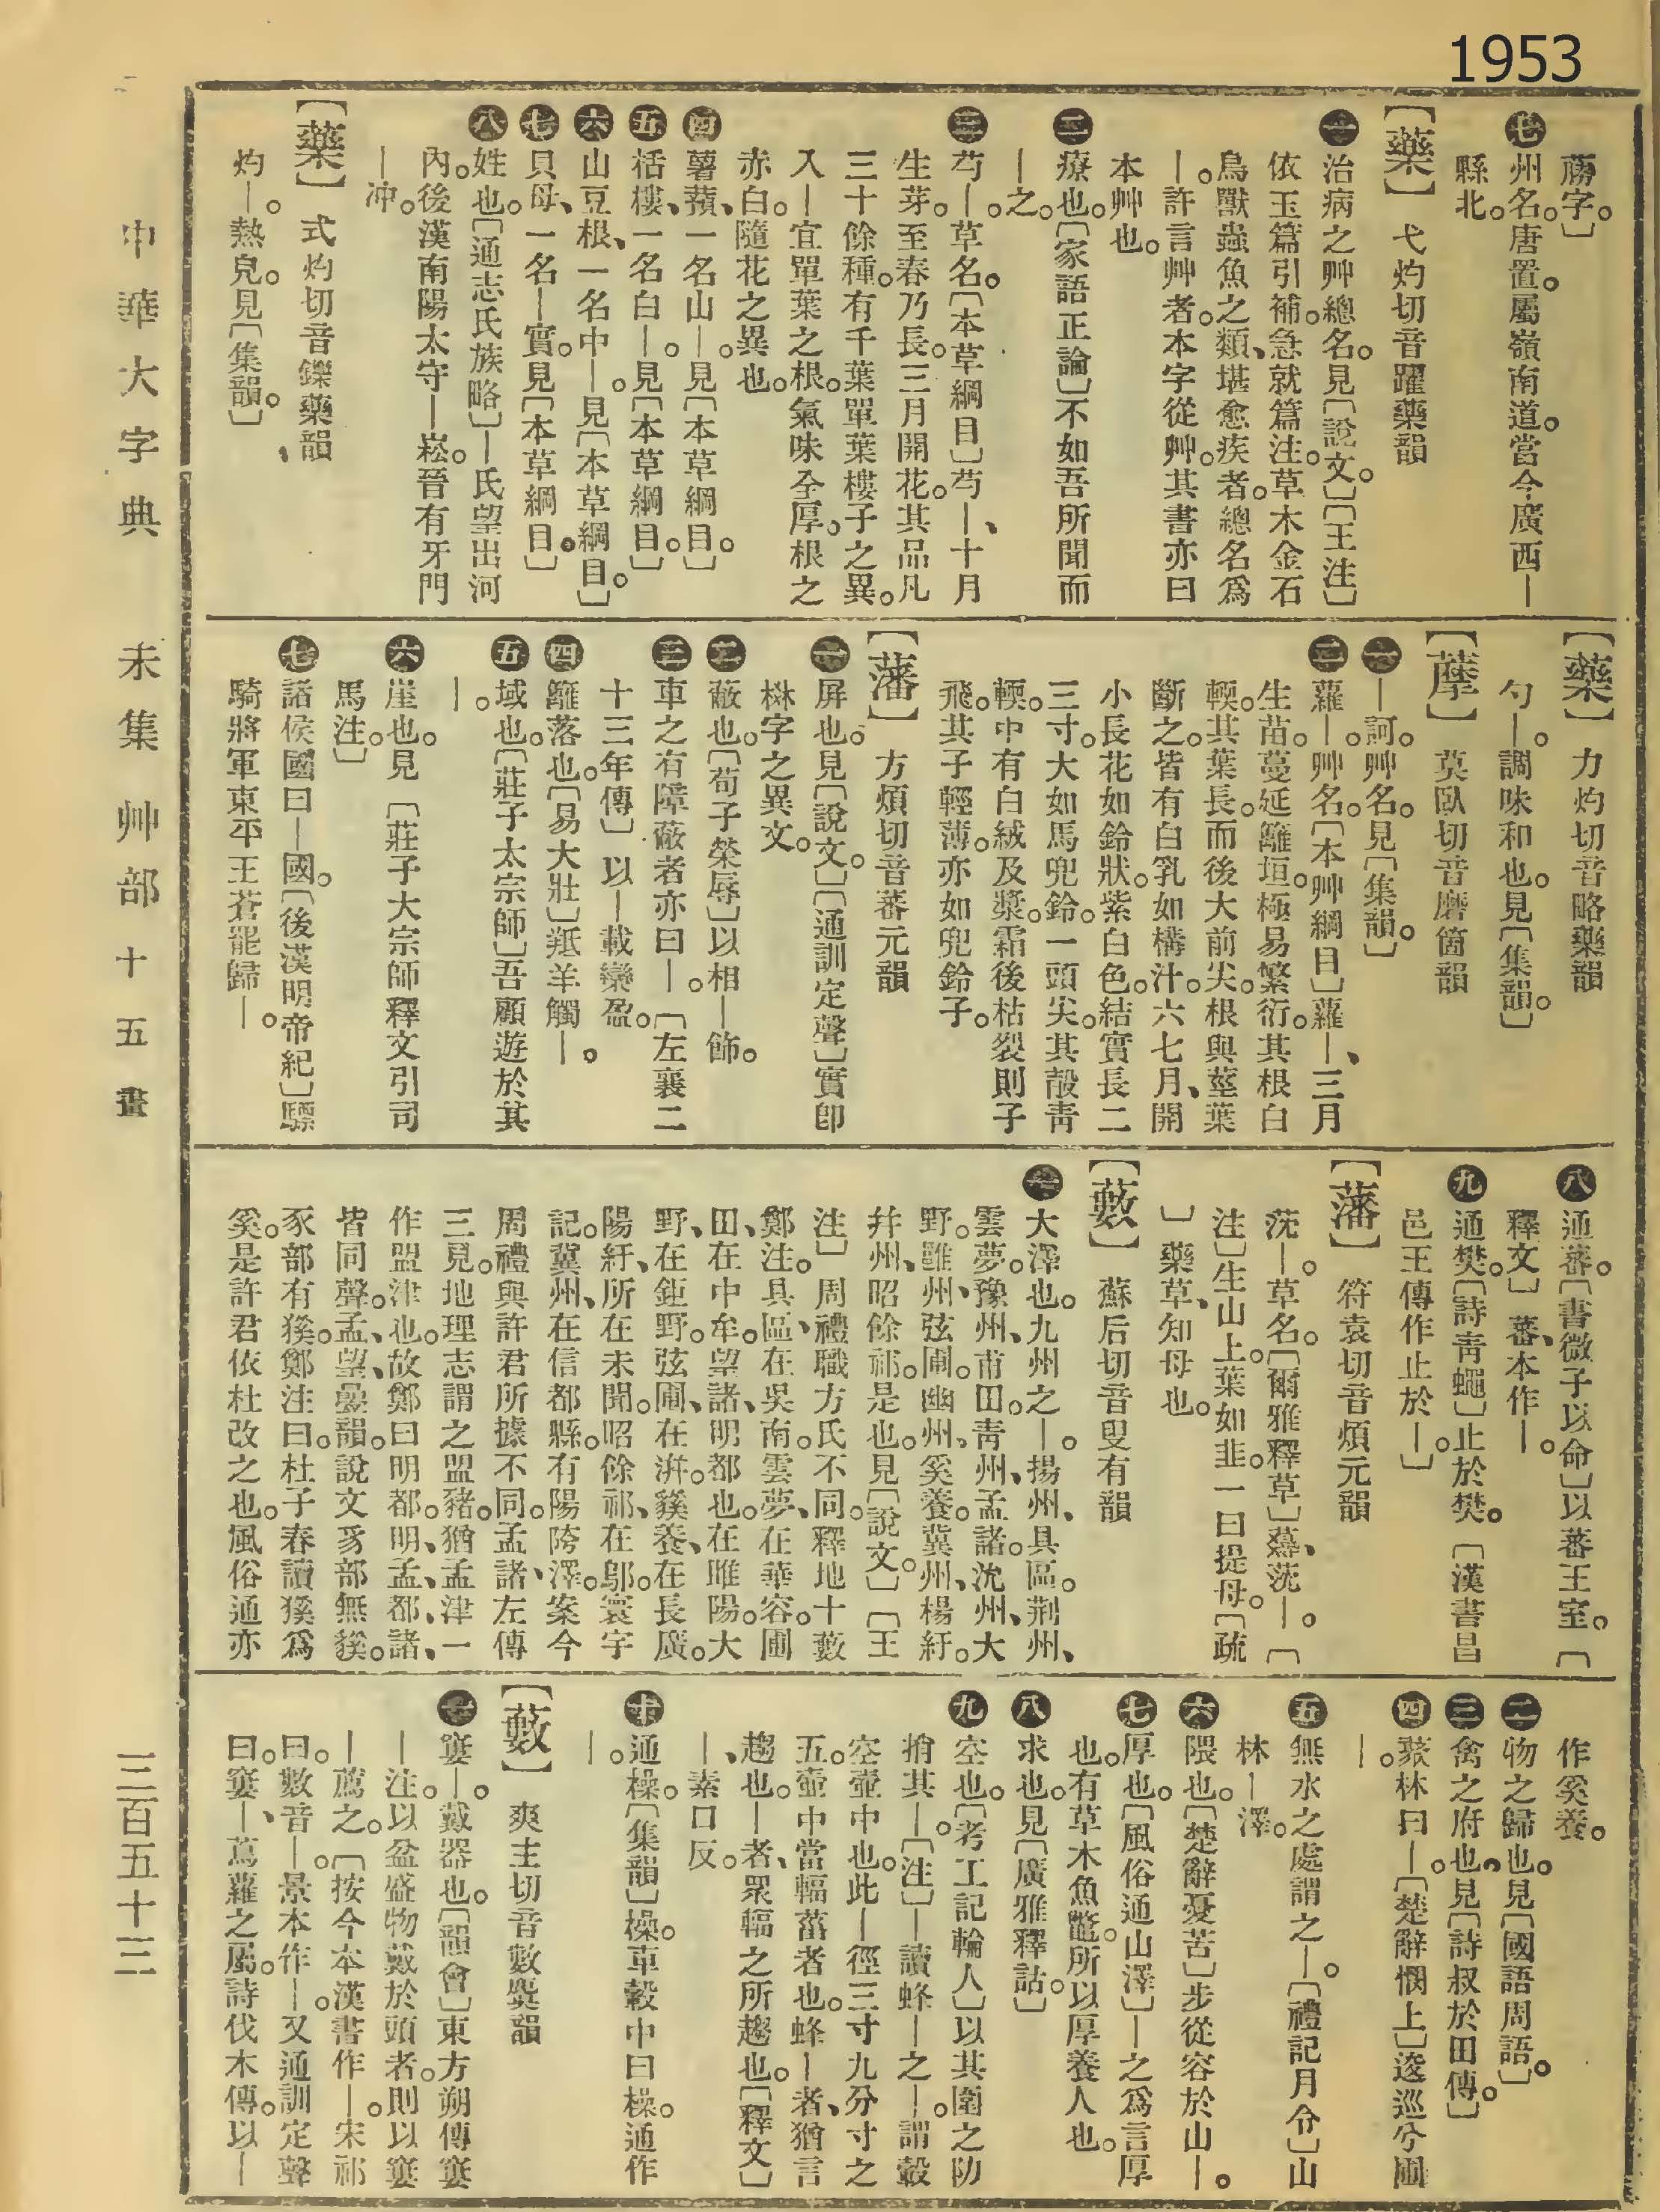 1953
蕂字。〕
七州名。唐置。屬嶺南道。當今廣西｜
縣北。
〔藥〕弋灼切音躍藥韻
一治病之艸總名。見〔說文。〕〔王注〕
依玉篇引補。急就篇注。草木金石
鳥獸蟲魚之類、堪愈疾者。總名爲
｜。許言艸者。本字從艸。其書亦曰
本艸也。
二療也。〔家語正論〕不如吾所聞而
｜之。
三芍｜。草名。〔本草綱目〕芍｜、十月
生芽。至春乃長。三月開花。其品凡
三十餘種。有千葉單葉樓子之異。
入｜宜單葉之根。氣味全厚。根之
赤白。隨花之異也。
四薯蕷、一名山｜。見〔本草綱目。〕
五栝樓、一名白｜。見〔本草綱目。〕
六山豆根、一名中｜。見〔本草綱目。〕
七貝母、一名｜實。見〔本草綱目。〕
八姓也。〔通志氏族略〕｜氏望出河
內。後漢南陽太守｜崧。晉有牙門
｜冲。
〔藥〕式灼切音鑠藥韻
灼｜。熱皃。見〔集韻。〕
〔藥〕力灼切音略藥韻
勺｜。調味和也。見〔集韻。〕
〔藦〕莫臥切音磨箇韻
一｜訶。艸名。見〔集韻。〕
二蘿｜。艸名。〔本艸綱目〕蘿｜、三月
生苗。蔓延籬垣。極易繁衍。其根白
輭。其葉長。而後大前尖。根與莖葉
斷之。皆有白乳如構汁。六七月、開
小長花如鈴狀。紫白色。結實長二
三寸。大如馬兜鈴。一頭尖。其殼靑
輭。中有白絨及漿。霜後枯裂則子
飛。其子輕薄。亦如兜鈴子。
〔藩〕方煩切音蕃元韻
一屛也。見〔說文。〕〔通訓定聲〕實卽
棥字之異文。
二蔽也。〔荀子榮辱〕以相｜飾。
三車之有障蔽者亦曰｜。〔左襄二
十三年傳〕以｜載欒盈。
四籬落也。〔易大壯〕羝羊觸｜。
五域也。〔莊子大宗師〕吾願遊於其
｜。
六崖也。見〔莊子大宗師釋文引司
馬注。〕
七諸侯國曰｜國。〔後漢明帝紀〕驃
騎將軍東平王蒼罷歸｜。
八通蕃。〔書微子以命〕以蕃王室。〔
釋文〕蕃、本作｜。
九通樊。〔詩靑蠅〕止於樊。〔漢書昌
邑王傳作止於｜。〕
〔藩〕符袁切音煩元韻
茺｜。草名。〔爾雅釋草〕薚、茺｜。〔
注〕生山上。葉如韭。一曰提母。〔疏
〕藥草、知母也。
〔藪〕蘇后切音叟有韻
一大澤也。九州之｜。揚州、具區。荆州、
雲夢。豫州、甫田。靑州、孟諸。沇州、大
野。雝州、弦圃。幽州、奚養。冀州、楊紆。
幷州、昭餘祁。是也。見〔說文。〕〔王
注〕周禮職方氏不同。釋地十藪
鄭注。具區、在吳南。雲夢、在華容。圃
田、在中牟。望諸、明都也。在睢陽。大
野、在鉅野。弦圃、在汧。豯養、在長廣。
陽紆、所在未聞。昭餘祁、在鄔。寰宇
記。冀州、在信都縣。有陽陓澤。案今
周禮與許君所據不同。孟諸、左傳
三見。地理志謂之盟豬。猶孟津一
作盟津也。故鄭曰明都。明、孟、都、諸、
皆同聲。孟、望、曡韻。說文豸部無豯。
豕部有豯。鄭注曰。杜子春讀豯爲
奚。是許君依杜改之也。風俗通亦
作奚養。
二物之歸也。見〔國語周語。〕
三禽之府也。見〔詩叔於田傳。〕
四藂林曰｜。〔楚辭憫上〕逡巡兮圃
｜。
五無水之處謂之｜。〔禮記月令〕山
林｜澤。
六隈也。〔楚辭憂苦〕步從容於山｜。
七厚也。〔風俗通山澤〕｜之爲言厚
也。有草木魚鼈。所以厚養人也。
八求也。見〔廣雅釋詁。〕
九空也。〔考工記輪人〕以其圍之阞
捎其｜。〔注〕｜讀蜂｜之｜。謂轂
空壺中也。此｜徑三寸九分寸之
五。壺中當輻菑者也。蜂｜者、猶言
趨也。｜者、眾輻之所趨也。〔釋文〕
｜、素口反。
十通橾。〔集韻〕橾。車轂中曰橾。通作
｜。
〔藪〕爽主切音數麌韻
一寠｜。戴器也。〔韻會〕東方朔傳寠
｜注。以盆盛物戴於頭者。則以寠
｜薦之。〔按今本漢書作｜。宋祁
曰。數音｜。景本作｜。又通訓定聲
曰。寠｜、蔦蘿之屬。詩伐木傳。以｜
中華大字典　未集　艸部　十五畫
三百五十三